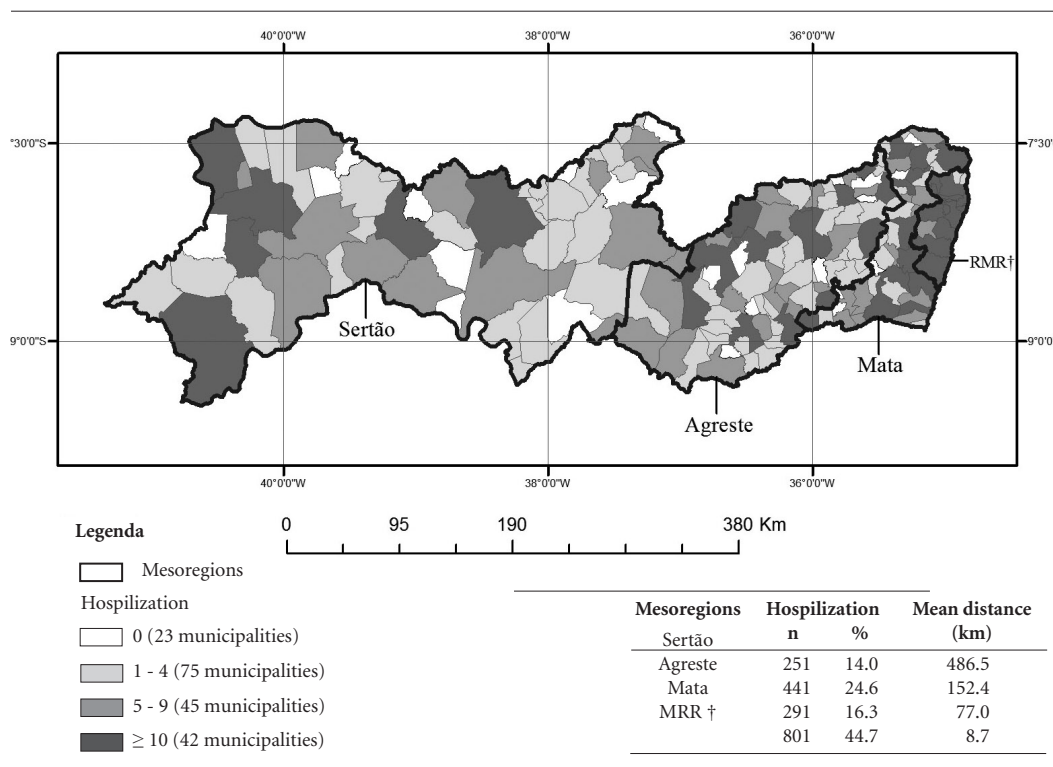 40°0'0"W 38°0'0"W 36°0'0"W
°30'0"S 7°30'
RMR†
Sertão
9°0'0"S 9°0'0
Mata
Agreste
40°0'0"W 38°0'0"W 36°0'0"W
Legenda
0 95 190 380 Km
Mesoregions
Hospilization
0 (23 municipalities)
1 - 4 (75 municipalities)
5 - 9 (45 municipalities)
≥ 10 (42 municipalities)
Mesoregions Hospilization Mean distance
Sertão n % (km)
Agreste 251 14.0 486.5
Mata 441 24.6 152.4
MRR † 291 16.3 77.0
801 44.7 8.7